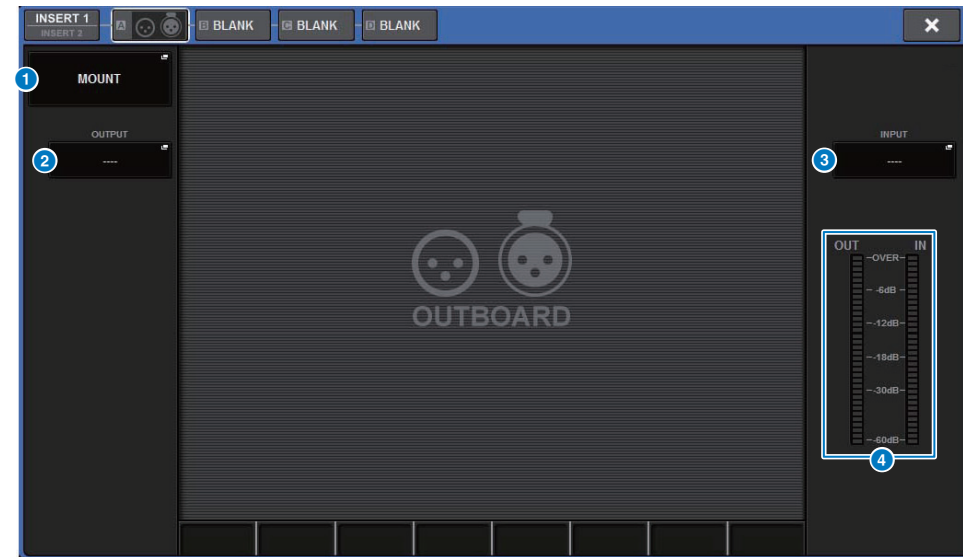 INSERT 1
INSERT 2
A
B BLANK
C BLANK
D BLANK
1
MOUNT
OUTPUT
2
----
INPUT
3
----
OUTBOARD
OUT IN
OVER
-6dB
-12dB
-18dB
-30dB
-60dB
4